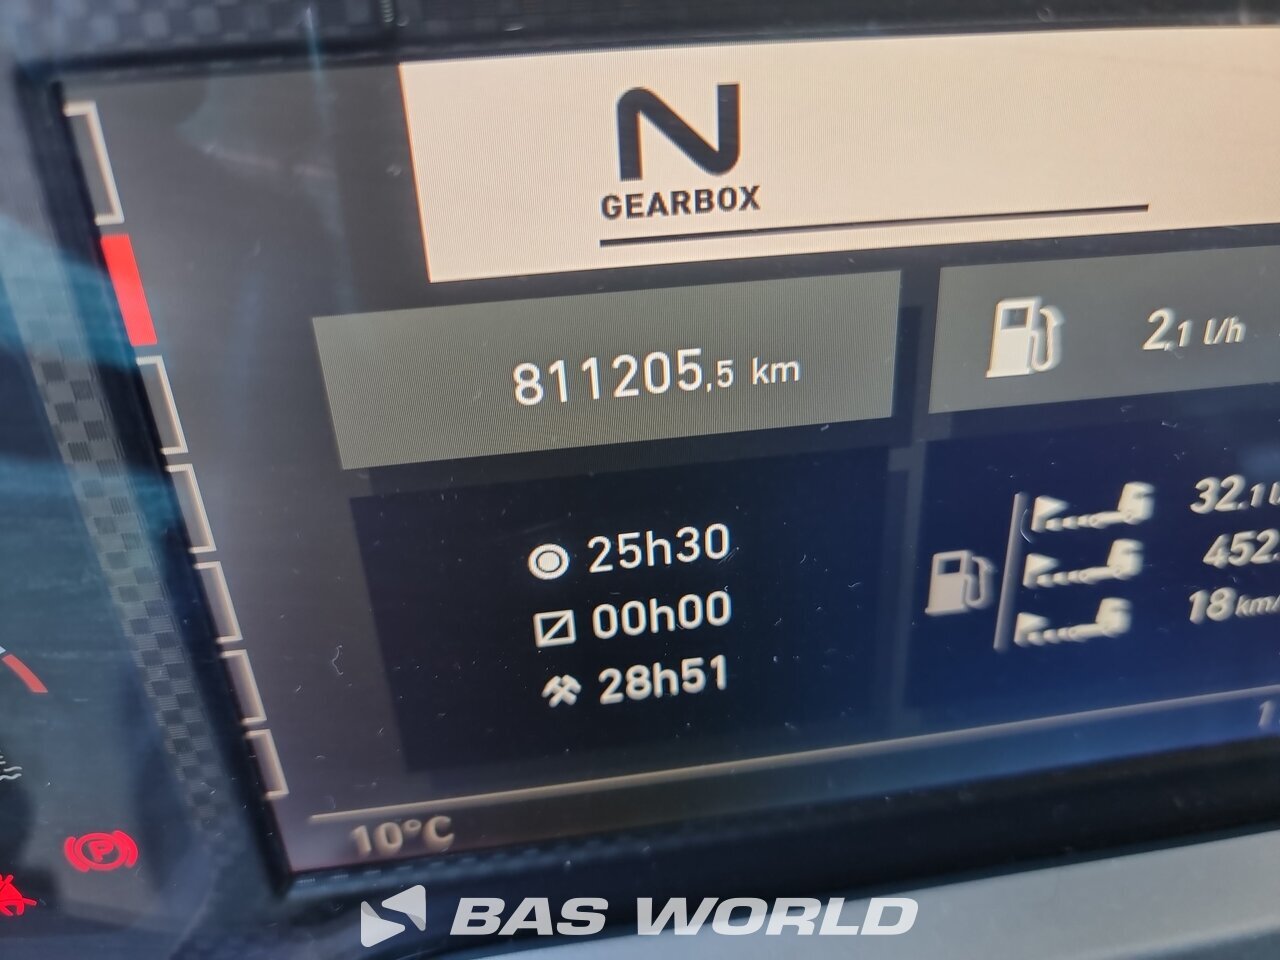 N
GEARBOX
811205,5 km
2,1 l/h
25h30
00h00
28h51
32,1
452
18 km/
10°C
P
BAS WORLD